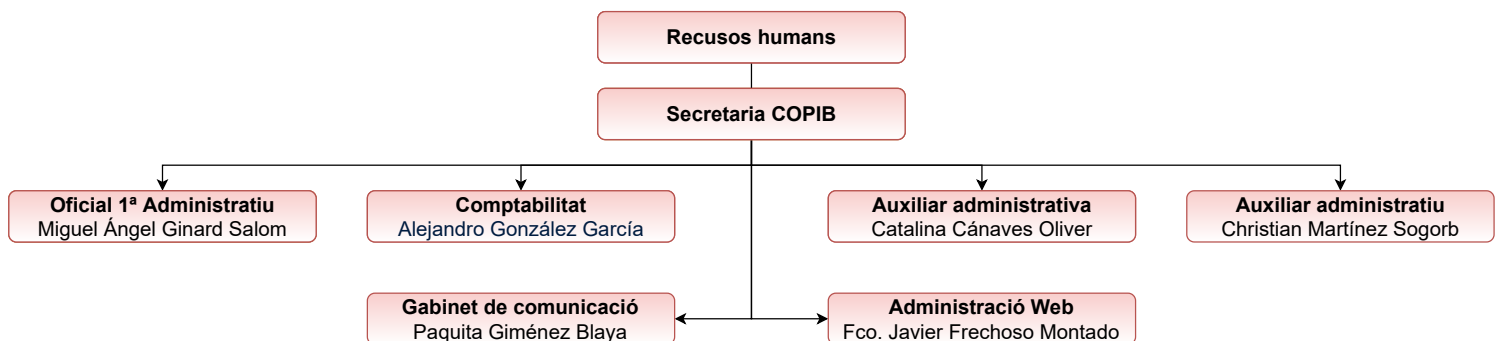 Recusos humans
Secretaria COPIB
Oficial 1ª Administratiu
Miguel Ángel Ginard Salom
Comptabilitat
Alejandro González García
Auxiliar administrativa
Catalina Cánaves Oliver
Auxiliar administratiu
Christian Martínez Sogorb
Gabinet de comunicació
Paquita Giménez Blaya
Administració Web
Fco. Javier Frechoso Montado